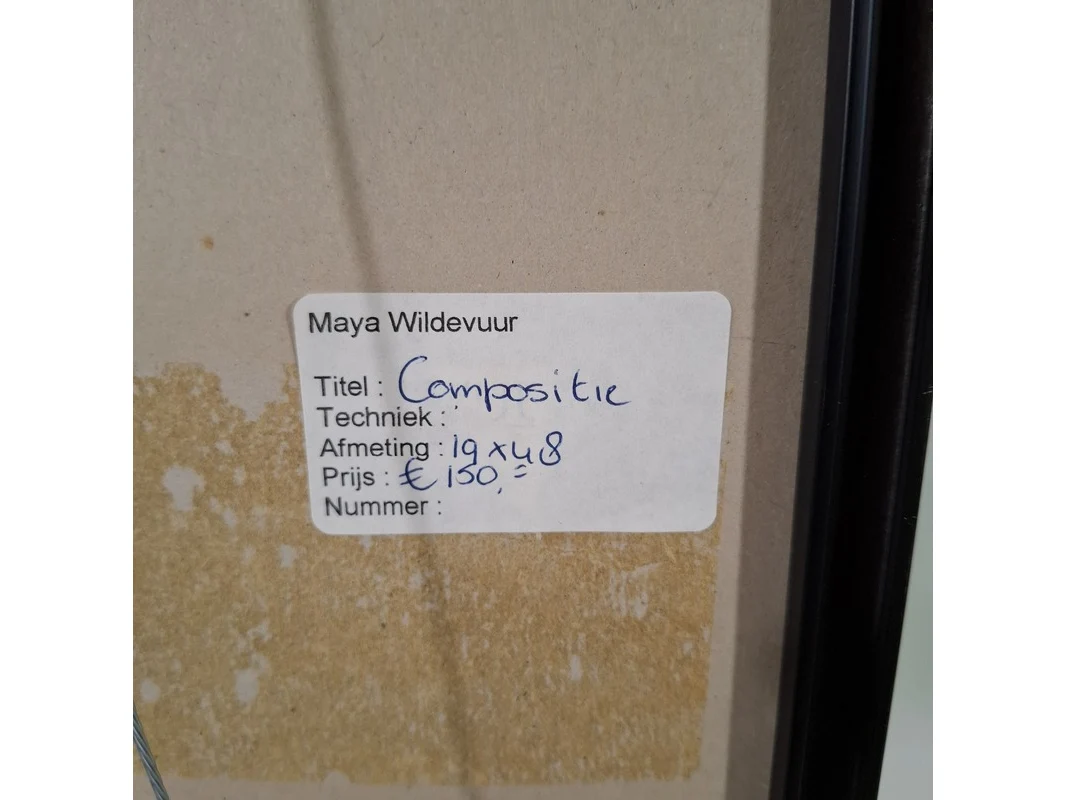 Maya Wildevuur
Titel : Compositie
Techniek :
Afmeting : 19 x 48
Prijs : € 150,=
Nummer :